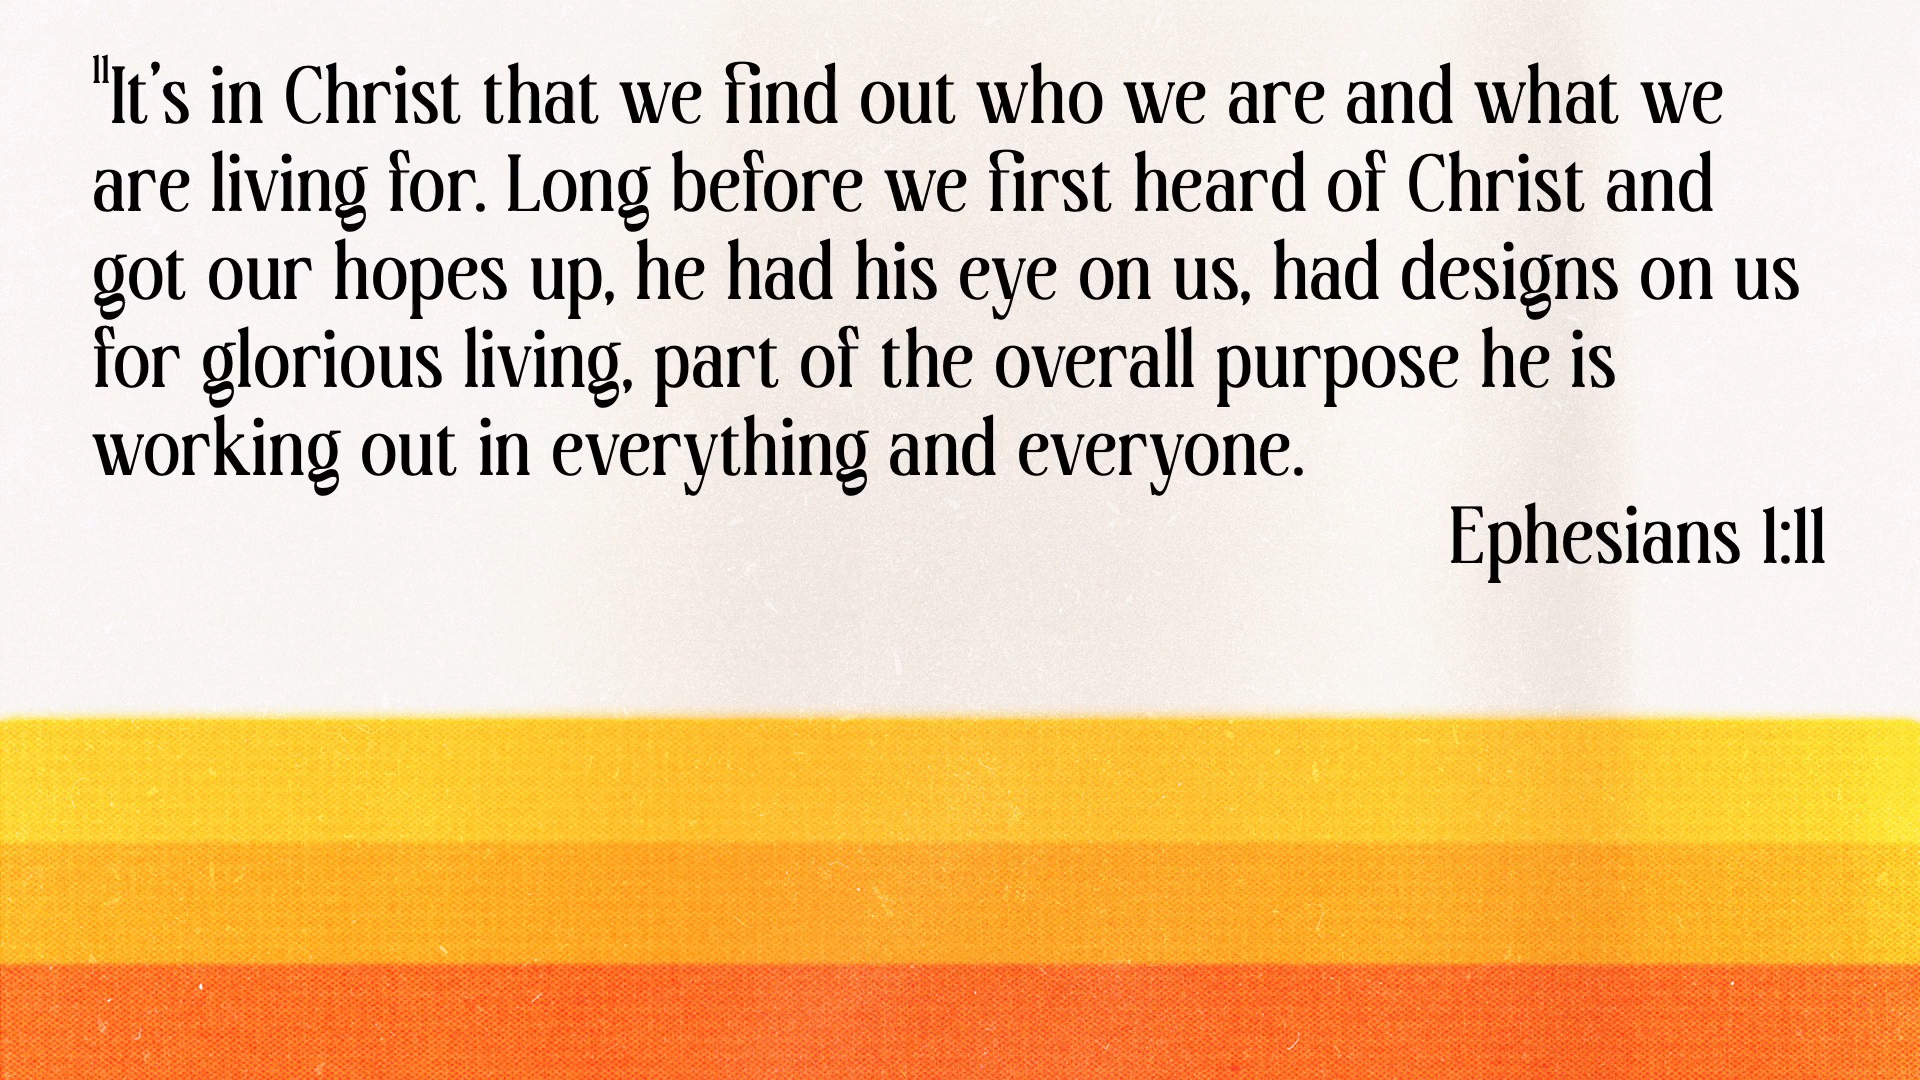 ¹¹It’s in Christ that we find out who we are and what we
are living for. Long before we first heard of Christ and
got our hopes up, he had his eye on us, had designs on us
for glorious living, part of the overall purpose he is
working out in everything and everyone.
Ephesians 1:11